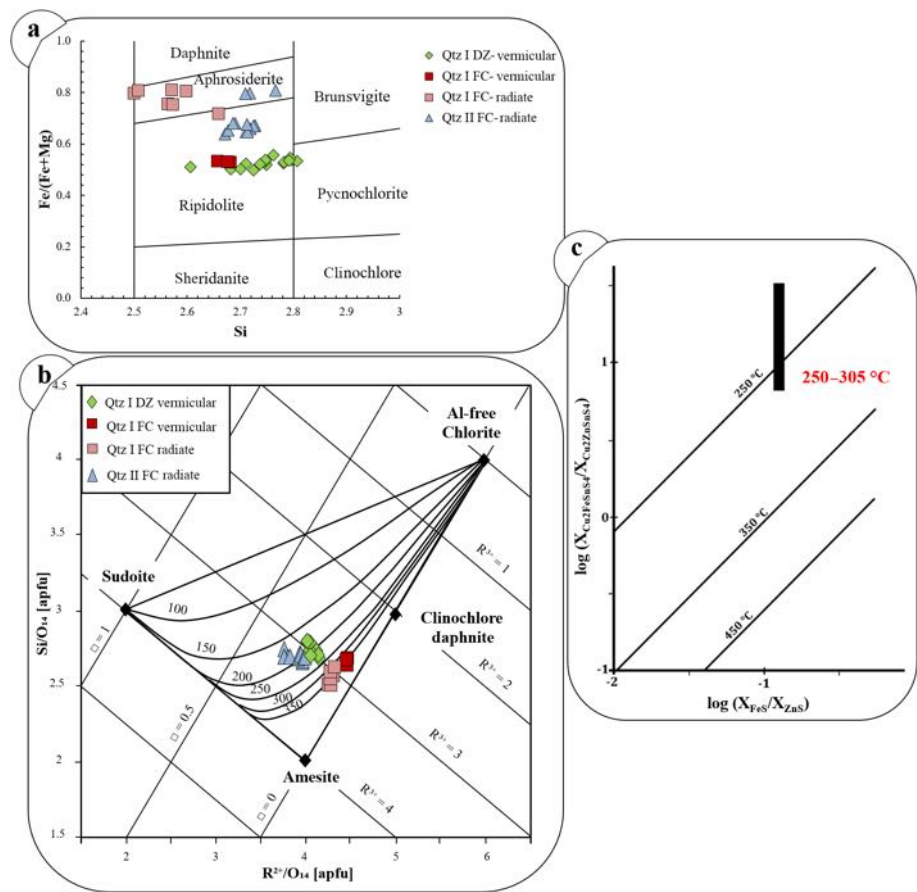 a
1.0
0.8
0.6
0.4
0.2
0.0
Fe/(Fe+Mg)
2.4
2.5
2.6
2.7
2.8
2.9
3
Si
Daphnite
Aphrosiderite
Brunsvigite
Ripidolite
Pycnochlorite
Sheridanite
Clinochlore
Qtz I DZ- vermicular
Qtz I FC- vermicular
Qtz I FC- radiate
Qtz II FC- radiate
b
4.5
4
3.5
3
2.5
2
1.5
Si/O₁₄ [apfu]
2
3
4
5
6
R²⁺/O₁₄ [apfu]
Qtz I DZ vermicular
Qtz I FC vermicular
Qtz I FC radiate
Qtz II FC radiate
Al-free
Chlorite
Sudoite
Clinochlore
daphnite
Amesite
100
150
200
250
300
350
□ = 1
□ = 0.5
□ = 0
R³⁺ = 1
R³⁺ = 2
R³⁺ = 3
R³⁺ = 4
c
1
0
-1
log (X_Cu2FeSnS4/X_Cu2ZnSnS4)
-2
-1
log (X_FeS/X_ZnS)
250 °C
350 °C
450 °C
250–305 °C